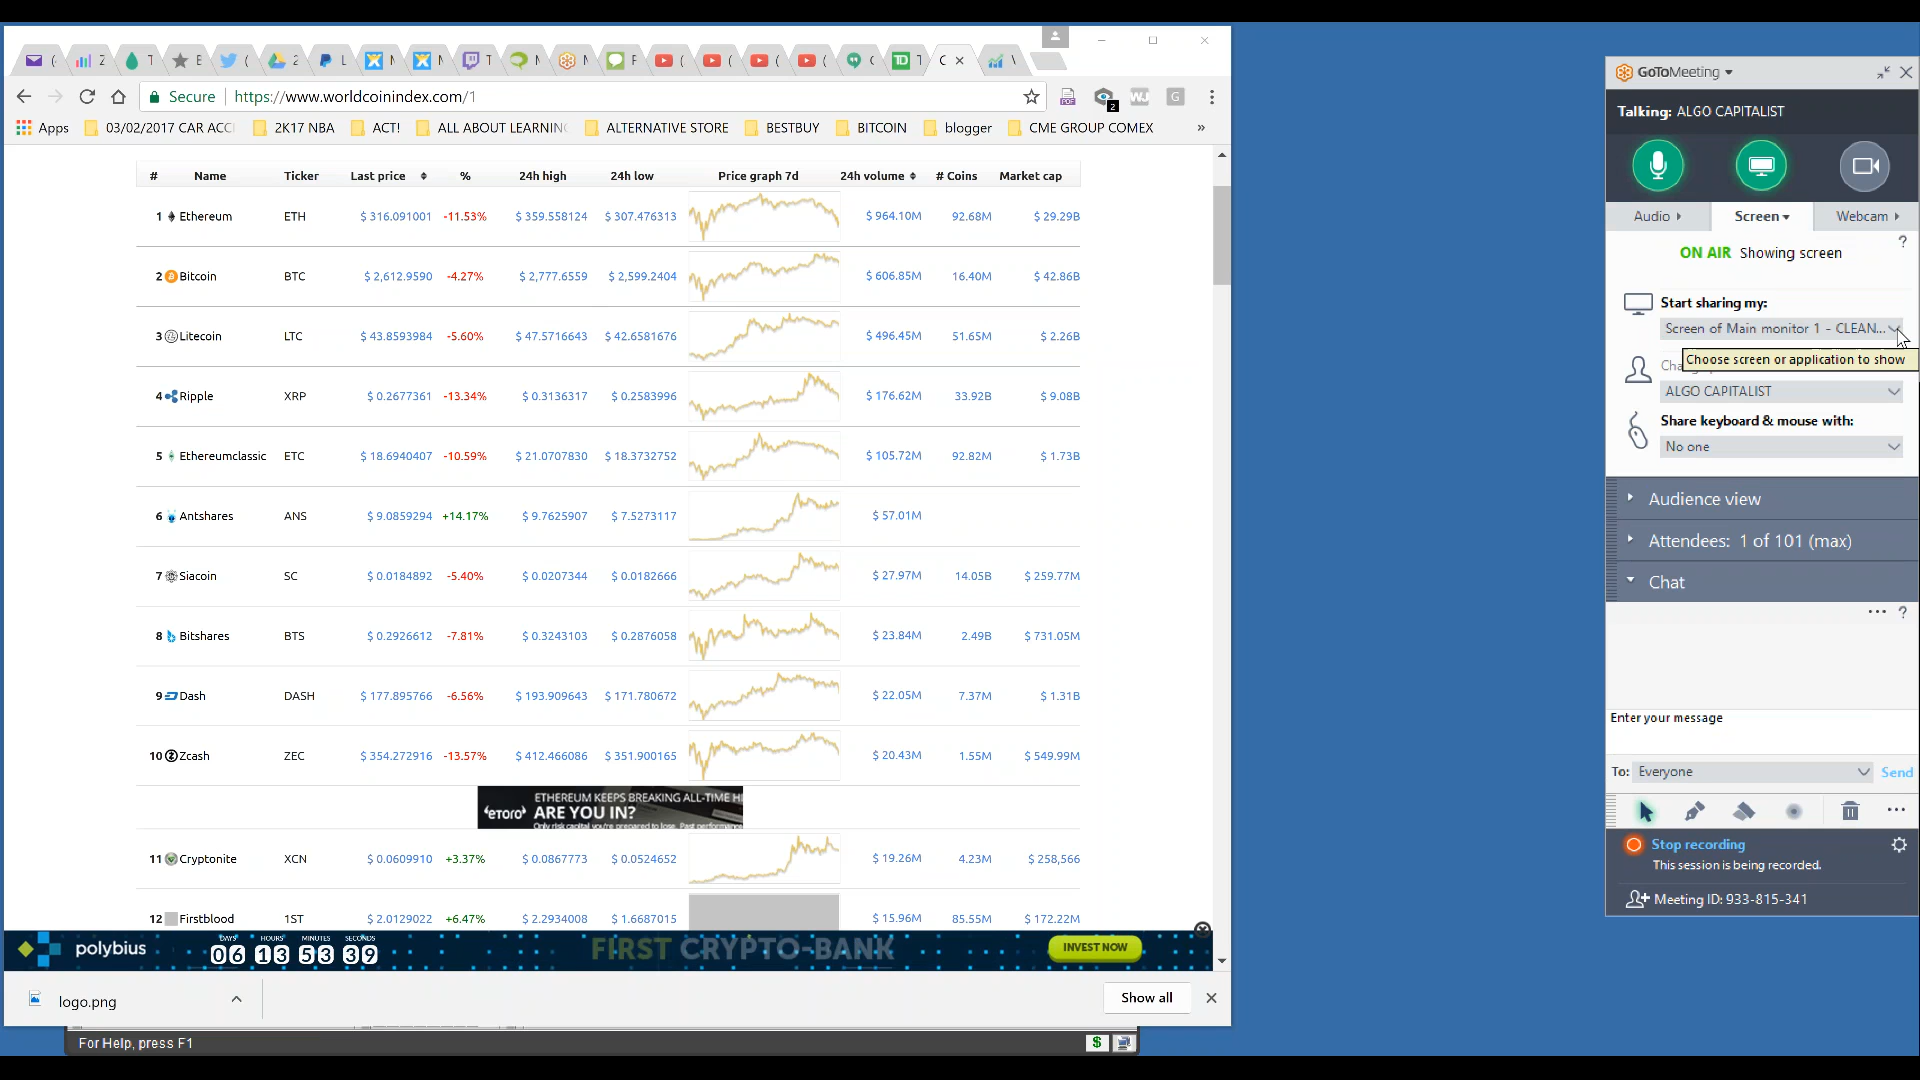 Z
T
E
(
2
L
N
N
T
N
N
F
(
(
(
(
C
T
C
\
Secure https://www.worldcoinindex.com/1
2
WJ
G
Apps 03/02/2017 CAR ACC 2K17 NBA ACT! ALL ABOUT LEARNIN ALTERNATIVE STORE BESTBUY BITCOIN blogger CME GROUP COMEX »
# Name Ticker Last price % 24h high 24h low Price graph 7d 24h volume # Coins Market cap
1 Ethereum ETH $ 316.091001 -11.53% $ 359.558124 $ 307.476313 $ 964.10M 92.68M $ 29.29B
2 Bitcoin BTC $ 2,612.9590 -4.27% $ 2,777.6559 $ 2,599.2404 $ 606.85M 16.40M $ 42.86B
3 Litecoin LTC $ 43.8593984 -5.60% $ 47.5716643 $ 42.6581676 $ 496.45M 51.65M $ 2.26B
4 Ripple XRP $ 0.2677361 -13.34% $ 0.3136317 $ 0.2583996 $ 176.62M 33.92B $ 9.08B
5 Ethereumclassic ETC $ 18.6940407 -10.59% $ 21.0707830 $ 18.3732752 $ 105.72M 92.82M $ 1.73B
6 Antshares ANS $ 9.0859294 +14.17% $ 9.7625907 $ 7.5273117 $ 57.01M
7 Siacoin SC $ 0.0184892 -5.40% $ 0.0207344 $ 0.0182666 $ 27.97M 14.05B $ 259.77M
8 Bitshares BTS $ 0.2926612 -7.81% $ 0.3243103 $ 0.2876058 $ 23.84M 2.49B $ 731.05M
9 Dash DASH $ 177.895766 -6.56% $ 193.909643 $ 171.780672 $ 22.05M 7.37M $ 1.31B
10 Zcash ZEC $ 354.272916 -13.57% $ 412.466086 $ 351.900165 $ 20.43M 1.55M $ 549.99M
eToro
ETHEREUM KEEPS BREAKING ALL-TIME HI
ARE YOU IN?
Only risk capital you're prepared to lose. Past performance
11 Cryptonite XCN $ 0.0609910 +3.37% $ 0.0867773 $ 0.0524652 $ 19.26M 4.23M $ 258,566
12 Firstblood 1ST $ 2.0129022 +6.47% $ 2.2934008 $ 1.6687015 $ 15.96M 85.55M $ 172.22M
polybius
DAYS HOURS MINUTES SECONDS
06 13 53 39
FIRST CRYPTO-BANK
INVEST NOW
logo.png
Show all
For Help, press F1
$
GoToMeeting
Talking: ALGO CAPITALIST
Audio Screen Webcam
ON AIR Showing screen
?
Start sharing my:
Screen of Main monitor 1 - CLEAN...
Choose screen or application to show
ALGO CAPITALIST
Share keyboard & mouse with:
No one
Audience view
Attendees: 1 of 101 (max)
Chat
... ?
Enter your message
To: Everyone Send
...
Stop recording
This session is being recorded.
Meeting ID: 933-815-341